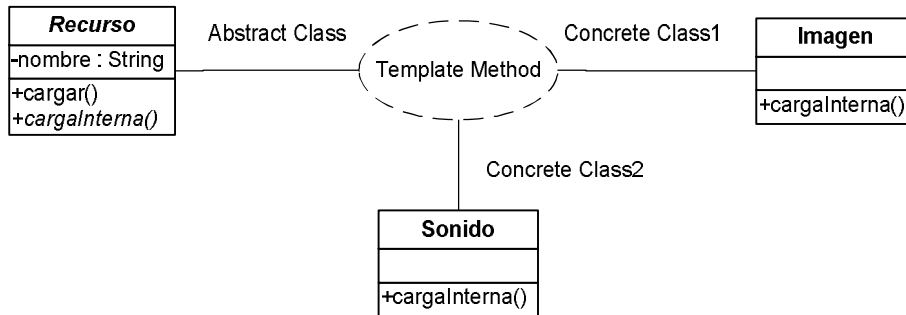 Recurso
-nombre : String
+cargar()
+cargaInterna()
Abstract Class
Template Method
Concrete Class1
Imagen
+cargaInterna()
Concrete Class2
Sonido
+cargaInterna()